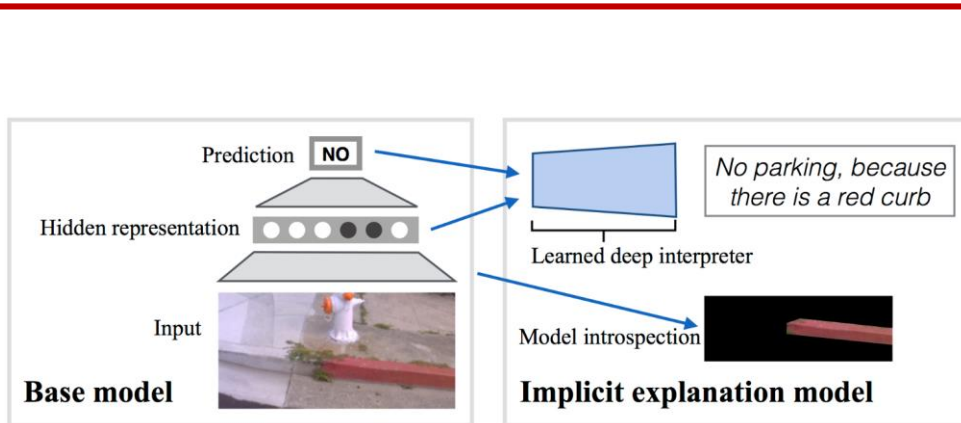 Prediction
NO
Hidden representation
Input
Base model
No parking, because
there is a red curb
Learned deep interpreter
Model introspection
Implicit explanation model